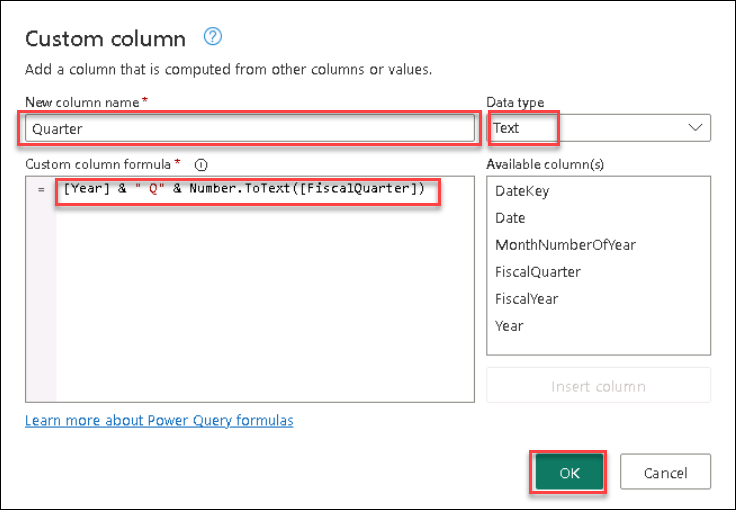 Custom column
Add a column that is computed from other columns or values.
New column name *
Data type
Quarter
Text
Custom column formula *
Available column(s)
= [Year] & " Q" & Number.ToText([FiscalQuarter])
DateKey
Date
MonthNumberOfYear
FiscalQuarter
FiscalYear
Year
Insert column
Learn more about Power Query formulas
OK
Cancel